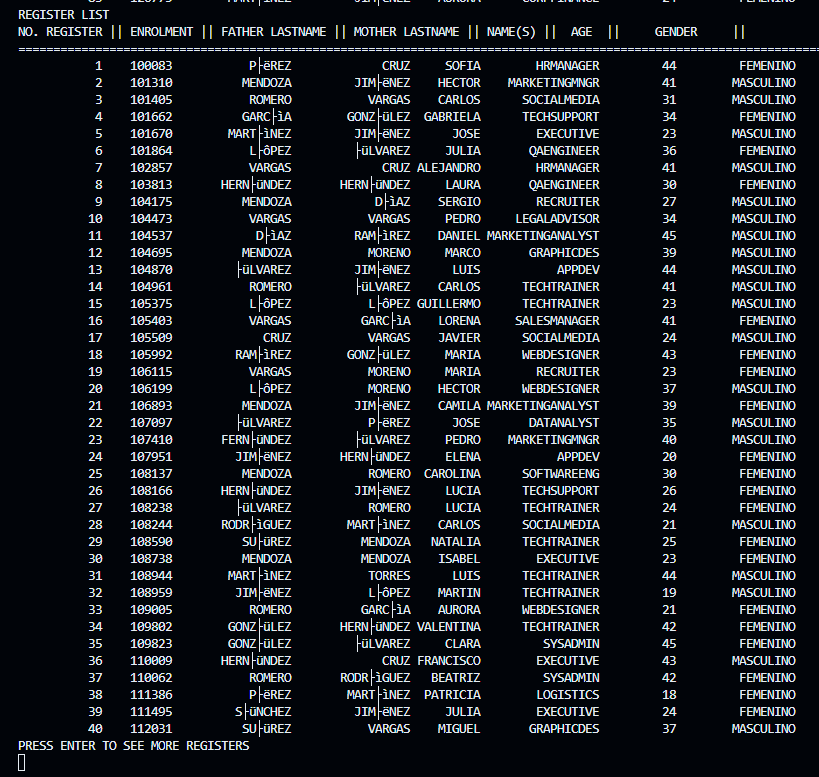 REGISTER LIST
NO. REGISTER || ENROLMENT || FATHER LASTNAME || MOTHER LASTNAME || NAME(S) || AGE || GENDER ||
================================================================================
1 100083 P├ëREZ CRUZ SOFIA HRMANAGER 44 FEMENINO
2 101310 MENDOZA JIM├ëNEZ HECTOR MARKETINGMNGR 41 MASCULINO
3 101405 ROMERO VARGAS CARLOS SOCIALMEDIA 31 MASCULINO
4 101662 GARC├ìA GONZ├üLEZ GABRIELA TECHSUPPORT 34 FEMENINO
5 101670 MART├ìNEZ JIM├ëNEZ JOSE EXECUTIVE 23 MASCULINO
6 101864 L├ôPEZ ├üLVAREZ JULIA QAENGINEER 36 FEMENINO
7 102857 VARGAS CRUZ ALEJANDRO HRMANAGER 41 MASCULINO
8 103813 HERN├üNDEZ HERN├üNDEZ LAURA QAENGINEER 30 FEMENINO
9 104175 MENDOZA D├ìAZ SERGIO RECRUITER 27 MASCULINO
10 104473 VARGAS VARGAS PEDRO LEGALADVISOR 34 MASCULINO
11 104537 D├ìAZ RAM├ìREZ DANIEL MARKETINGANALYST 45 MASCULINO
12 104695 MENDOZA MORENO MARCO GRAPHICDES 39 MASCULINO
13 104870 ├üLVAREZ JIM├ëNEZ LUIS APPDEV 44 MASCULINO
14 104961 ROMERO ├üLVAREZ CARLOS TECHTRAINER 41 MASCULINO
15 105375 L├ôPEZ L├ôPEZ GUILLERMO TECHTRAINER 23 MASCULINO
16 105403 VARGAS GARC├ìA LORENA SALESMANAGER 41 FEMENINO
17 105509 CRUZ VARGAS JAVIER SOCIALMEDIA 24 MASCULINO
18 105992 RAM├ìREZ GONZ├üLEZ MARIA WEBDESIGNER 43 FEMENINO
19 106115 VARGAS MORENO MARIA RECRUITER 23 FEMENINO
20 106199 L├ôPEZ MORENO HECTOR WEBDESIGNER 37 MASCULINO
21 106893 MENDOZA JIM├ëNEZ CAMILA MARKETINGANALYST 39 FEMENINO
22 107097 ├üLVAREZ P├ëREZ JOSE DATANALYST 35 MASCULINO
23 107410 FERN├üNDEZ ├üLVAREZ PEDRO MARKETINGMNGR 40 MASCULINO
24 107951 JIM├ëNEZ HERN├üNDEZ ELENA APPDEV 20 FEMENINO
25 108137 MENDOZA ROMERO CAROLINA SOFTWAREENG 30 FEMENINO
26 108166 HERN├üNDEZ JIM├ëNEZ LUCIA TECHSUPPORT 26 FEMENINO
27 108238 ├üLVAREZ ROMERO LUCIA TECHTRAINER 24 FEMENINO
28 108244 RODR├ìGUEZ MART├ìNEZ CARLOS SOCIALMEDIA 21 MASCULINO
29 108590 SU├üREZ MENDOZA NATALIA TECHTRAINER 25 FEMENINO
30 108738 MENDOZA MENDOZA ISABEL EXECUTIVE 23 FEMENINO
31 108944 MART├ìNEZ TORRES LUIS TECHTRAINER 44 MASCULINO
32 108959 JIM├ëNEZ L├ôPEZ MARTIN TECHTRAINER 19 MASCULINO
33 109005 ROMERO GARC├ìA AURORA WEBDESIGNER 21 FEMENINO
34 109802 GONZ├üLEZ HERN├üNDEZ VALENTINA TECHTRAINER 42 FEMENINO
35 109823 GONZ├üLEZ ├üLVAREZ CLARA SYSADMIN 45 FEMENINO
36 110009 HERN├üNDEZ CRUZ FRANCISCO EXECUTIVE 43 MASCULINO
37 110062 ROMERO RODR├ìGUEZ BEATRIZ SYSADMIN 42 FEMENINO
38 111386 P├ëREZ MART├ìNEZ PATRICIA LOGISTICS 18 FEMENINO
39 111495 S├üNCHEZ JIM├ëNEZ JULIA EXECUTIVE 24 FEMENINO
40 112031 SU├üREZ VARGAS MIGUEL GRAPHICDES 37 MASCULINO
PRESS ENTER TO SEE MORE REGISTERS